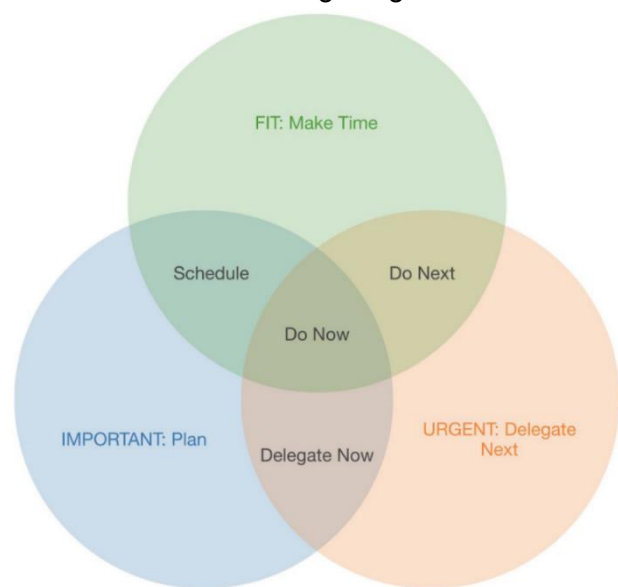 FIT: Make Time
Schedule
Do Next
Do Now
IMPORTANT: Plan
URGENT: Delegate
Next
Delegate Now